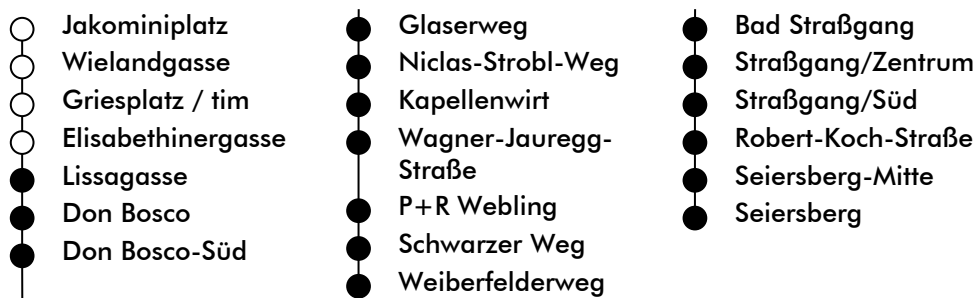 Jakominiplatz
Wielandgasse
Griesplatz / tim
Elisabethinergasse
Lissagasse
Don Bosco
Don Bosco-Süd
Glaserweg
Niclas-Strobl-Weg
Kapellenwirt
Wagner-Jauregg-
Straße
P+R Webling
Schwarzer Weg
Weiberfelderweg
Bad Straßgang
Straßgang/Zentrum
Straßgang/Süd
Robert-Koch-Straße
Seiersberg-Mitte
Seiersberg